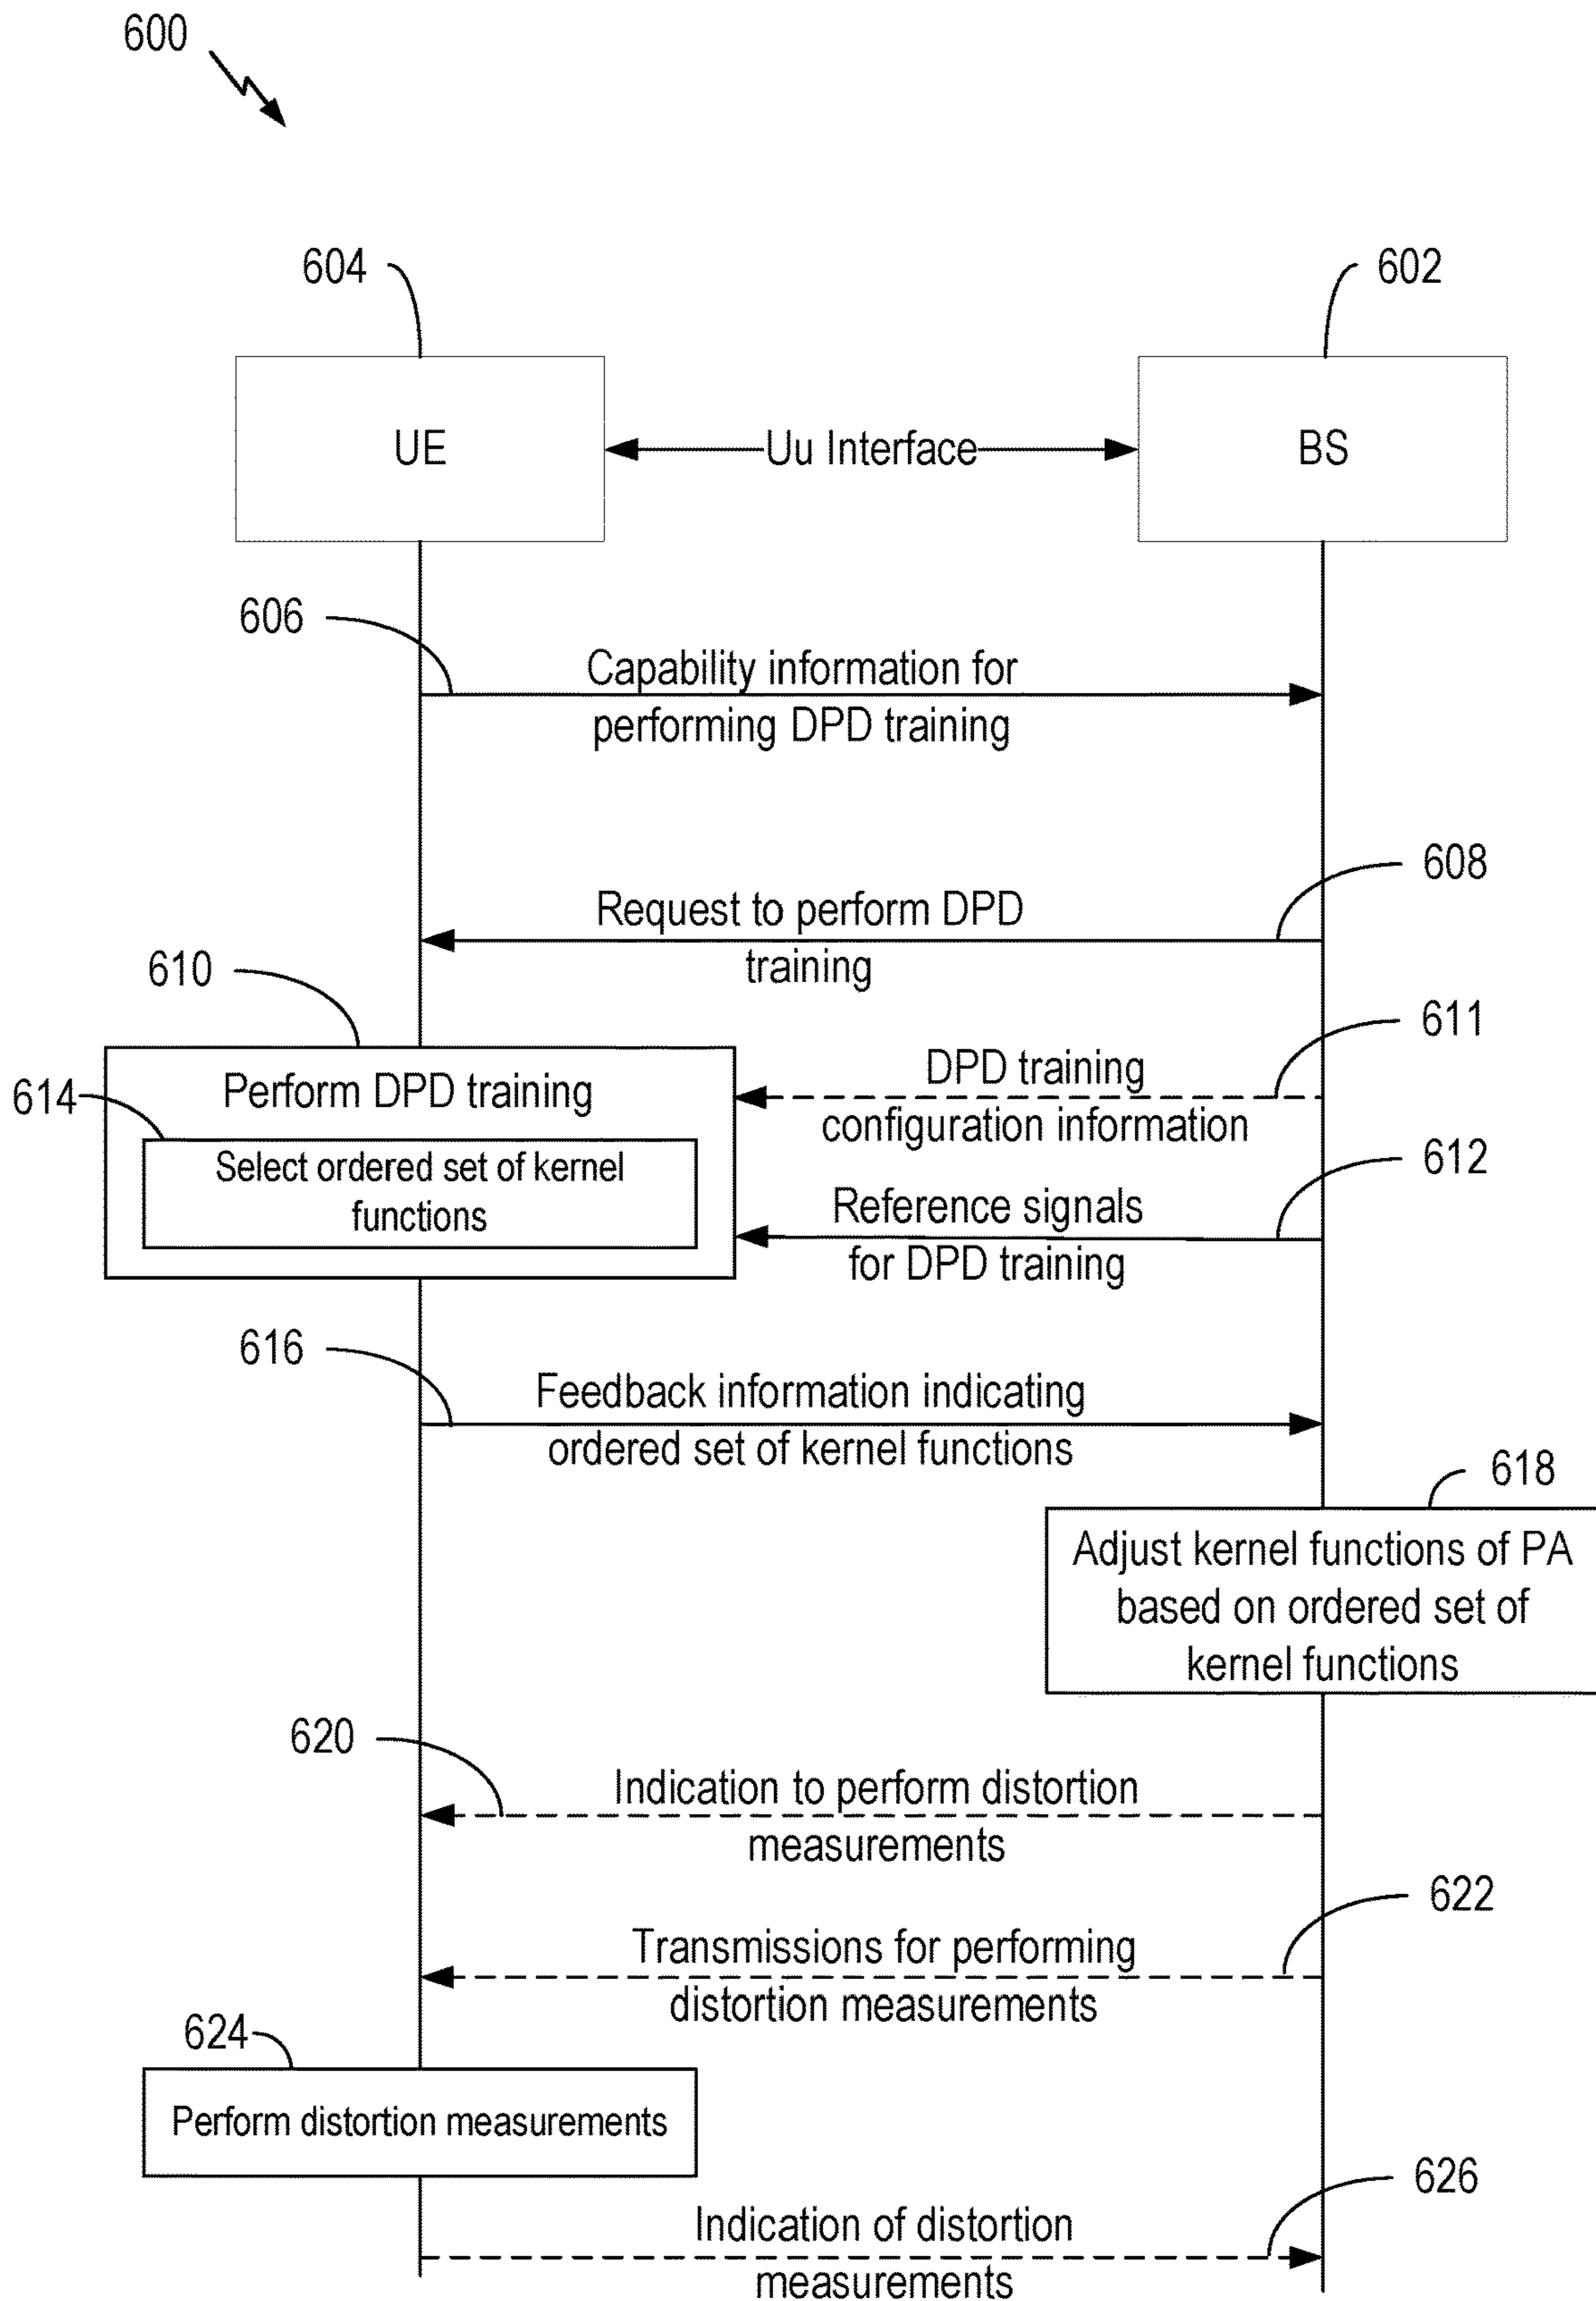 600
604
602
UE
Uu Interface
BS
606
Capability information for
performing DPD training
608
Request to perform DPD
training
610
611
614
Perform DPD training
DPD training
configuration information
Select ordered set of kernel
functions
612
Reference signals
for DPD training
616
Feedback information indicating
ordered set of kernel functions
618
Adjust kernel functions of PA
based on ordered set of
kernel functions
620
Indication to perform distortion
measurements
622
Transmissions for performing
distortion measurements
624
Perform distortion measurements
626
Indication of distortion
measurements